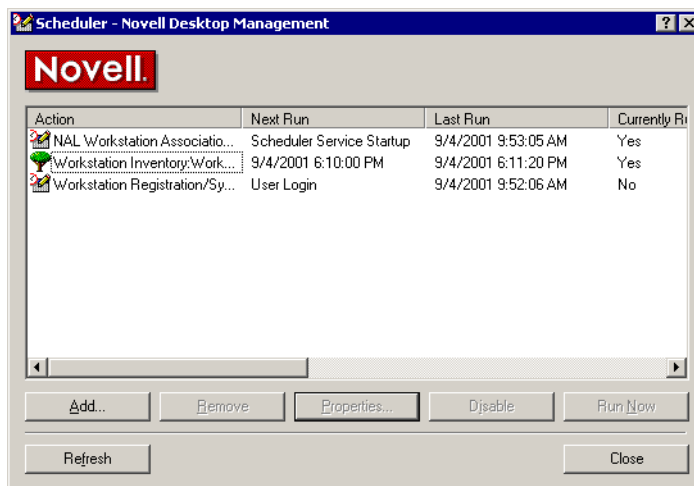 Scheduler - Novell Desktop Management
Novell.
Action Next Run Last Run Currently Ru
NAL Workstation Associatio... Scheduler Service Startup 9/4/2001 9:53:05 AM Yes
Workstation Inventory:Work... 9/4/2001 6:10:00 PM 9/4/2001 6:11:20 PM Yes
Workstation Registration/Sy... User Login 9/4/2001 9:52:06 AM No
Add... Remove Properties... Disable Run Now
Refresh Close